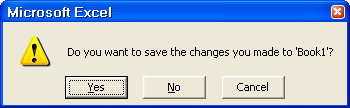 Microsoft Excel
Do you want to save the changes you made to 'Book1'?
Yes No Cancel